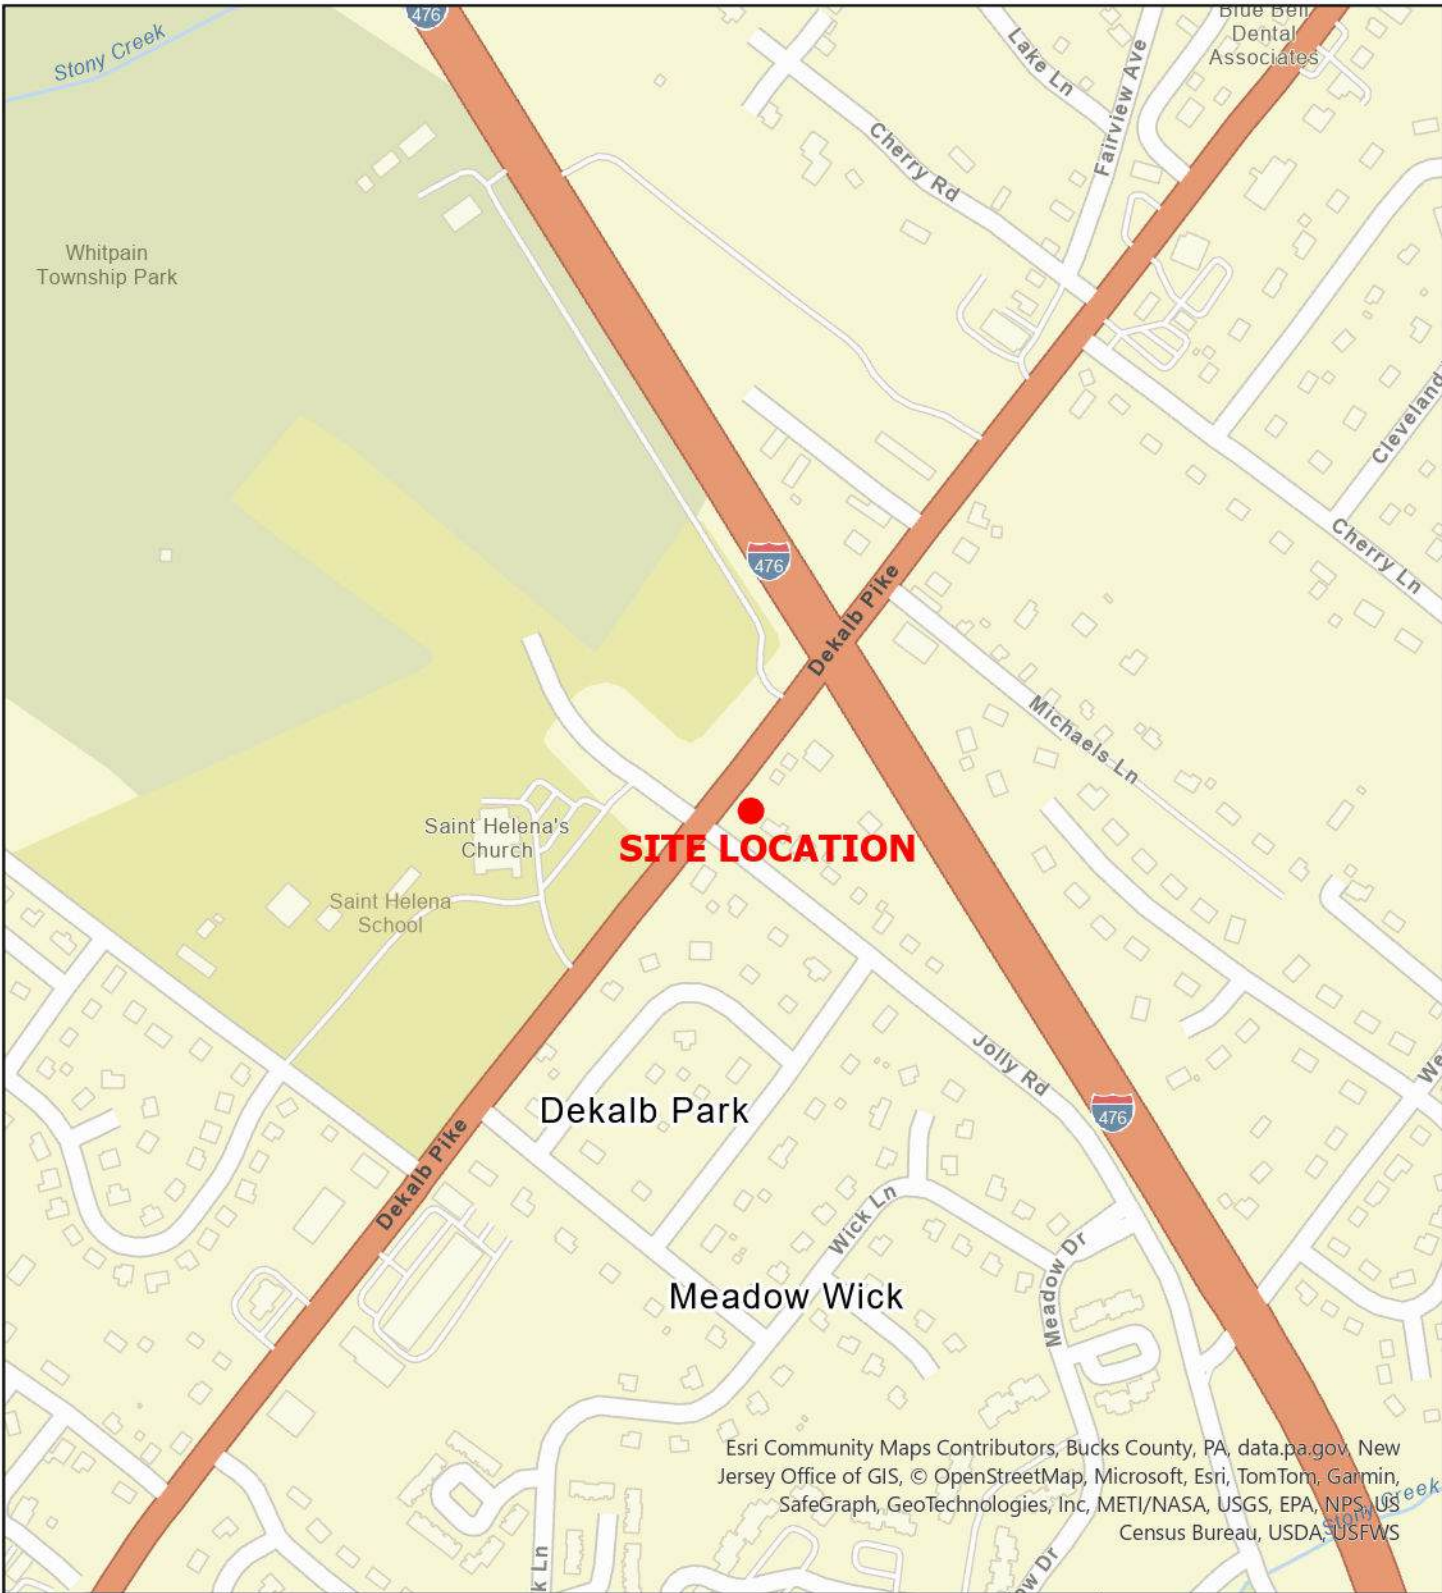 476
Blue Bell
Dental
Associates
Stony Creek
Lake Ln
Fairview Ave
Cherry Rd
Whitpain
Township Park
Cleveland
476
Cherry Ln
Dekalb Pike
Michaels Ln
Saint Helena's
Church
SITE LOCATION
Saint Helena
School
Jolly Rd
We
Dekalb Park
476
Dekalb Pike
Wick Ln
Meadow Dr
Meadow Wick
Esri Community Maps Contributors, Bucks County, PA, data.pa.gov, New
Jersey Office of GIS, © OpenStreetMap, Microsoft, Esri, TomTom, Garmin,
SafeGraph, GeoTechnologies, Inc, METI/NASA, USGS, EPA, NPS, US
Census Bureau, USDA, USFWS
Stony Creek
k Ln
ow Dr